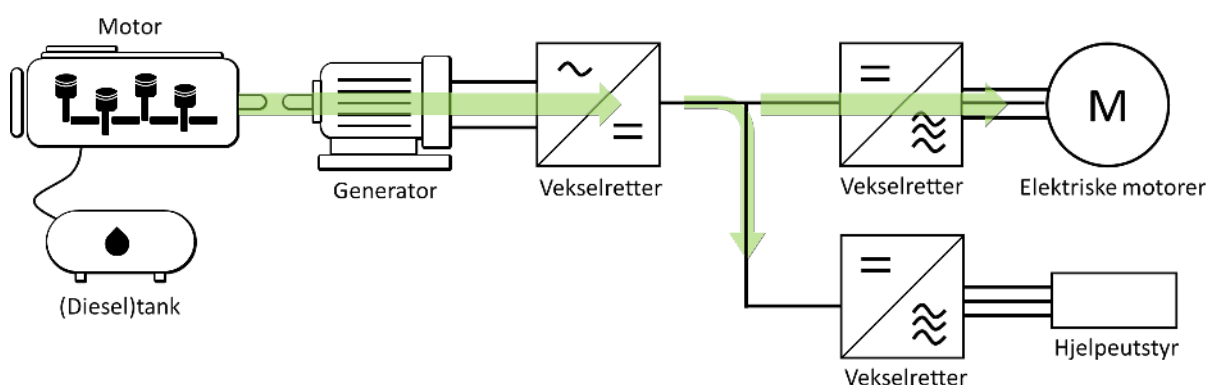 Motor
Generator
Vekselretter
Vekselretter
M
Elektriske motorer
(Diesel)tank
Vekselretter
Hjelpeutstyr